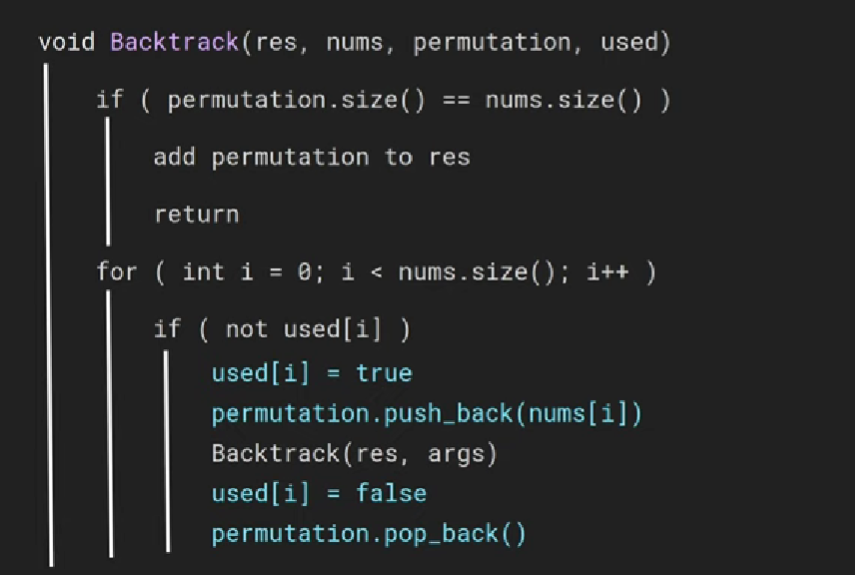 void Backtrack(res, nums, permutation, used)
if ( permutation.size() == nums.size() )
add permutation to res
return
for ( int i = 0; i < nums.size(); i++ )
if ( not used[i] )
used[i] = true
permutation.push_back(nums[i])
Backtrack(res, args)
used[i] = false
permutation.pop_back()